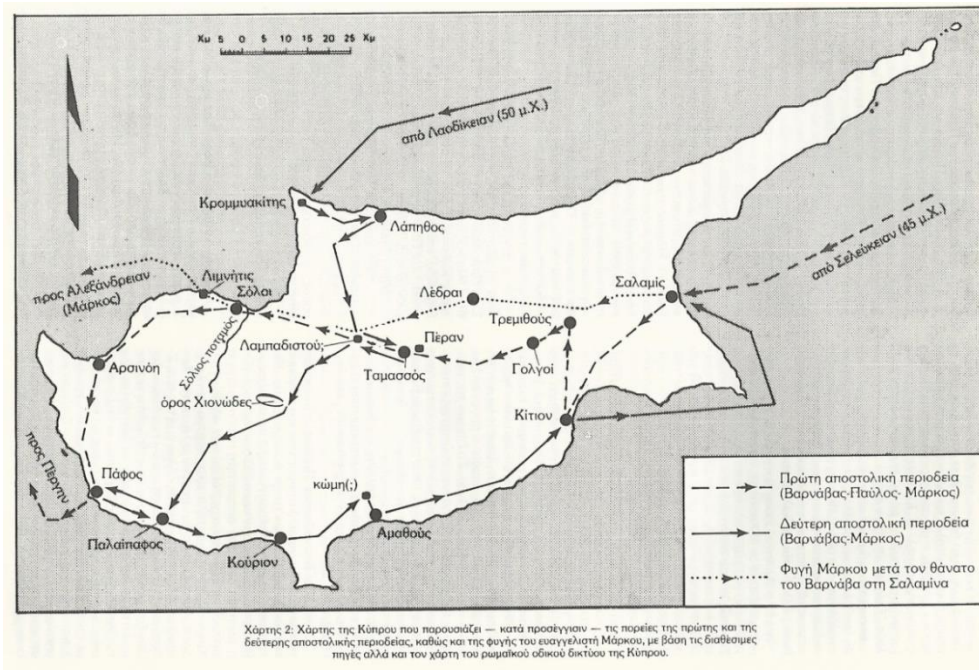 Χμ 5 0 5 10 15 20 25 Χμ
από Λαοδίκειαν (50 μ.Χ.)
Κρομμυακίτης
Λάπηθος
από Σελεύκειαν (45 μ.Χ.)
προς Αλεξάνδρειαν
(Μάρκος)
Λιμνήτις
Σόλοι
Λέδραι
Σαλαμίς
Τρεμιθούς
Σόλιος ποταμός
Λαμπαδιστού;
Πέραν
Αρσινόη
Ταμασσός
Γολγοί
όρος Χιονώδες
Κίτιον
προς Πέργην
Πάφος
κώμη(;)
Παλαίπαφος
Αμαθούς
Κούριον
Πρώτη αποστολική περιοδεία
(Βαρνάβας-Παύλος- Μάρκος)
Δεύτερη αποστολική περιοδεία
(Βαρνάβας-Μάρκος)
Φυγή Μάρκου μετά τον θάνατο
του Βαρνάβα στη Σαλαμίνα
Χάρτης 2: Χάρτης της Κύπρου που παρουσιάζει — κατά προσέγγισιν — τις πορείες της πρώτης και της
δεύτερης αποστολικής περιοδείας, καθώς και της φυγής του ευαγγελιστή Μάρκου, με βάση τις διαθέσιμες
πηγές αλλά και τον χάρτη του ρωμαϊκού οδικού δικτύου της Κύπρου.